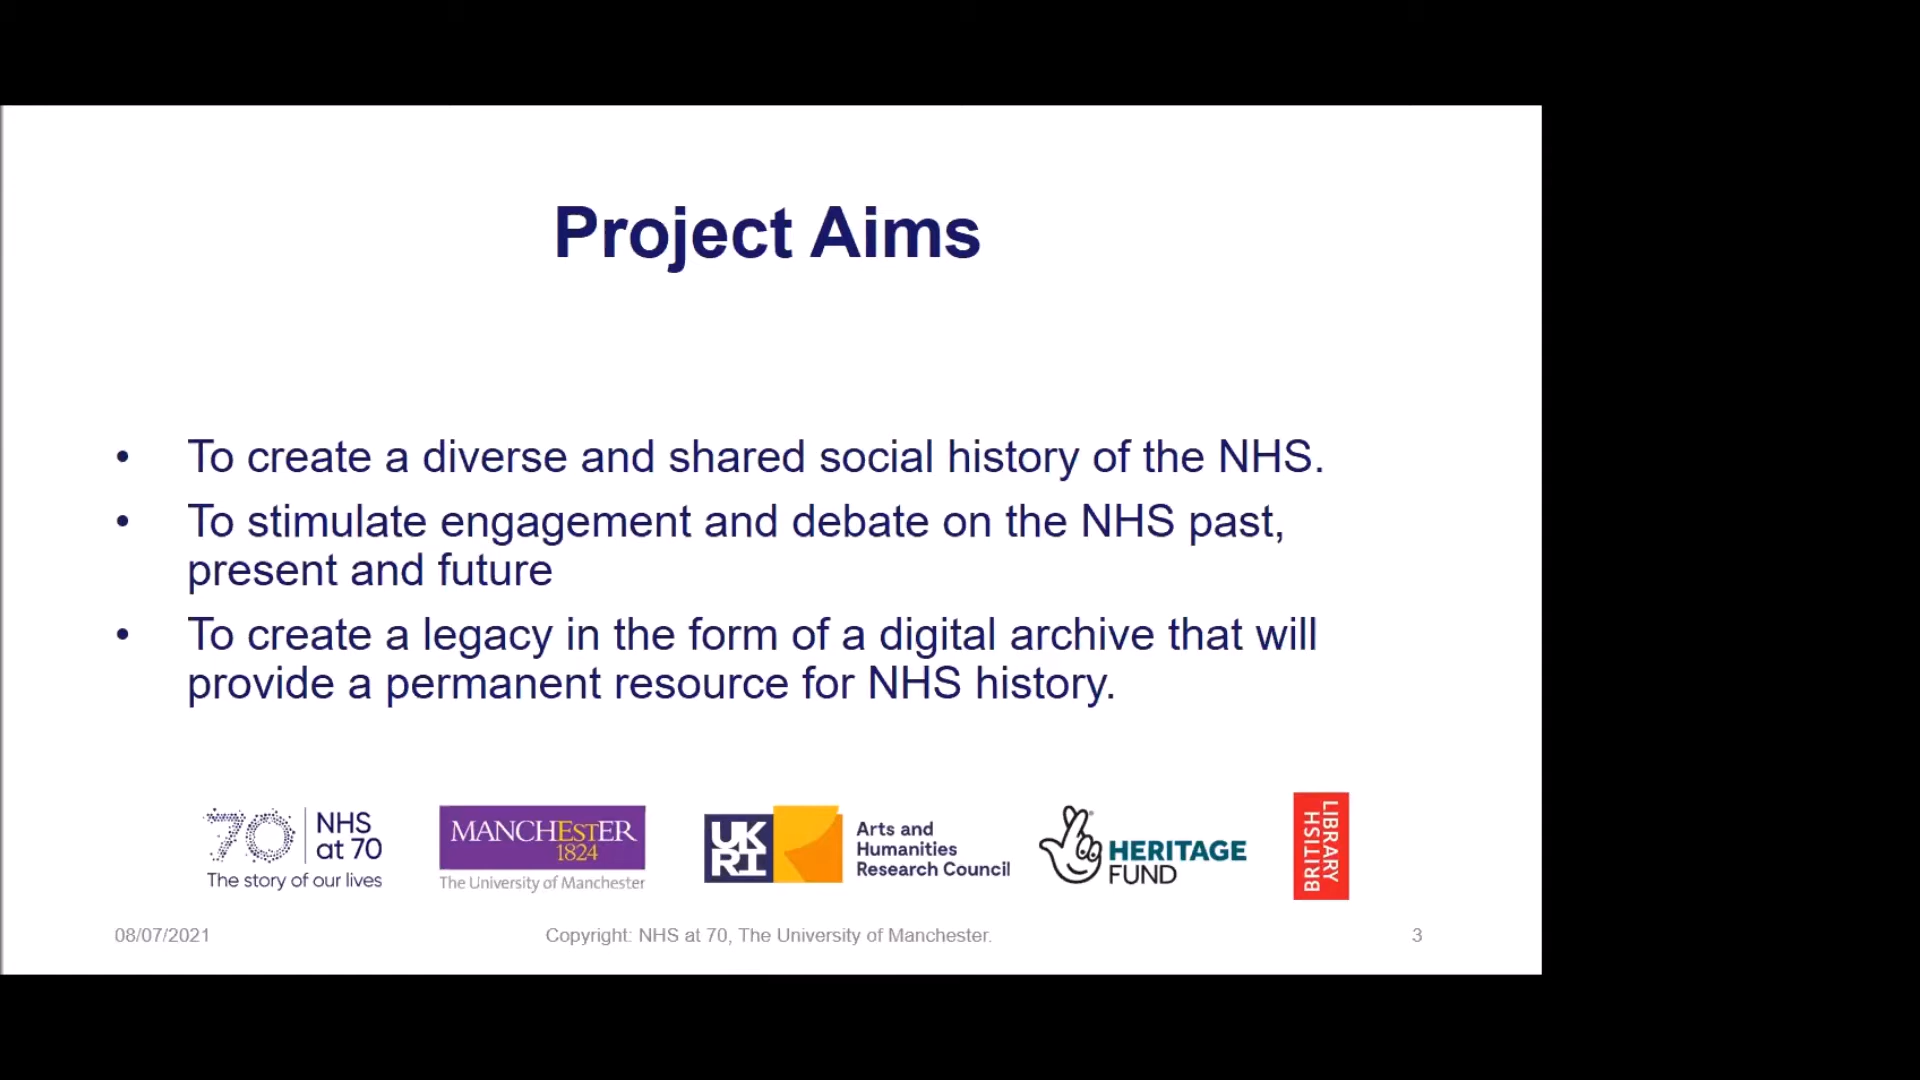 Project Aims
• To create a diverse and shared social history of the NHS.
• To stimulate engagement and debate on the NHS past,
present and future
• To create a legacy in the form of a digital archive that will
provide a permanent resource for NHS history.
70 NHS
at 70
The story of our lives
MANCHESTER
1824
The University of Manchester
UK
RI
Arts and
Humanities
Research Council
HERITAGE
FUND
BRITISH
LIBRARY
08/07/2021
Copyright: NHS at 70, The University of Manchester.
3